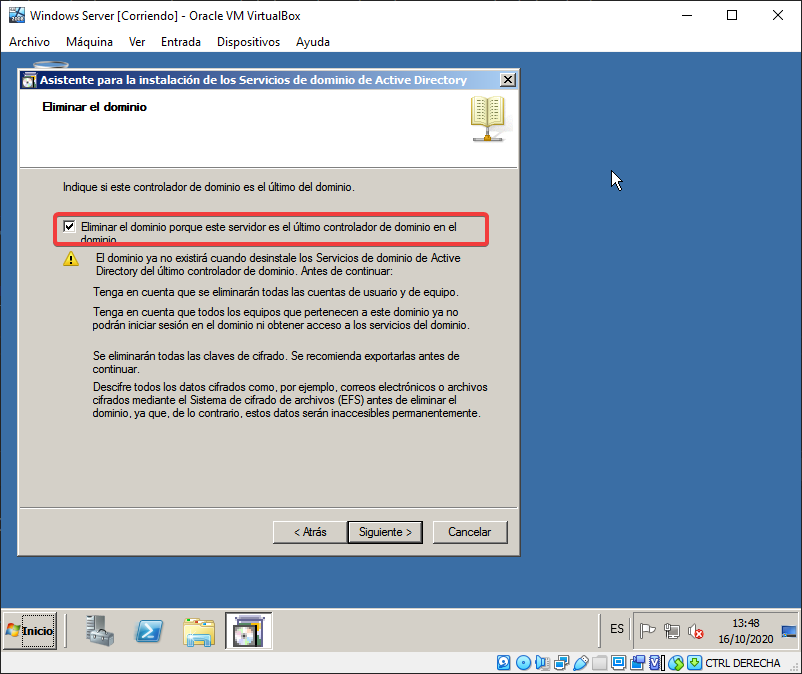 Windows Server [Corriendo] - Oracle VM VirtualBox
Archivo Máquina Ver Entrada Dispositivos Ayuda
Asistente para la instalación de los Servicios de dominio de Active Directory
Eliminar el dominio
Indique si este controlador de dominio es el último del dominio.
Eliminar el dominio porque este servidor es el último controlador de dominio en el
dominio
El dominio ya no existirá cuando desinstale los Servicios de dominio de Active
Directory del último controlador de dominio. Antes de continuar:
Tenga en cuenta que se eliminarán todas las cuentas de usuario y de equipo.
Tenga en cuenta que todos los equipos que pertenecen a este dominio ya no
podrán iniciar sesión en el dominio ni obtener acceso a los servicios del dominio.
Se eliminarán todas las claves de cifrado. Se recomienda exportarlas antes de
continuar.
Descifre todos los datos cifrados como, por ejemplo, correos electrónicos o archivos
cifrados mediante el Sistema de cifrado de archivos (EFS) antes de eliminar el
dominio, ya que, de lo contrario, estos datos serán inaccesibles permanentemente.
< Atrás Siguiente > Cancelar
Inicio ES 13:48
16/10/2020
CTRL DERECHA